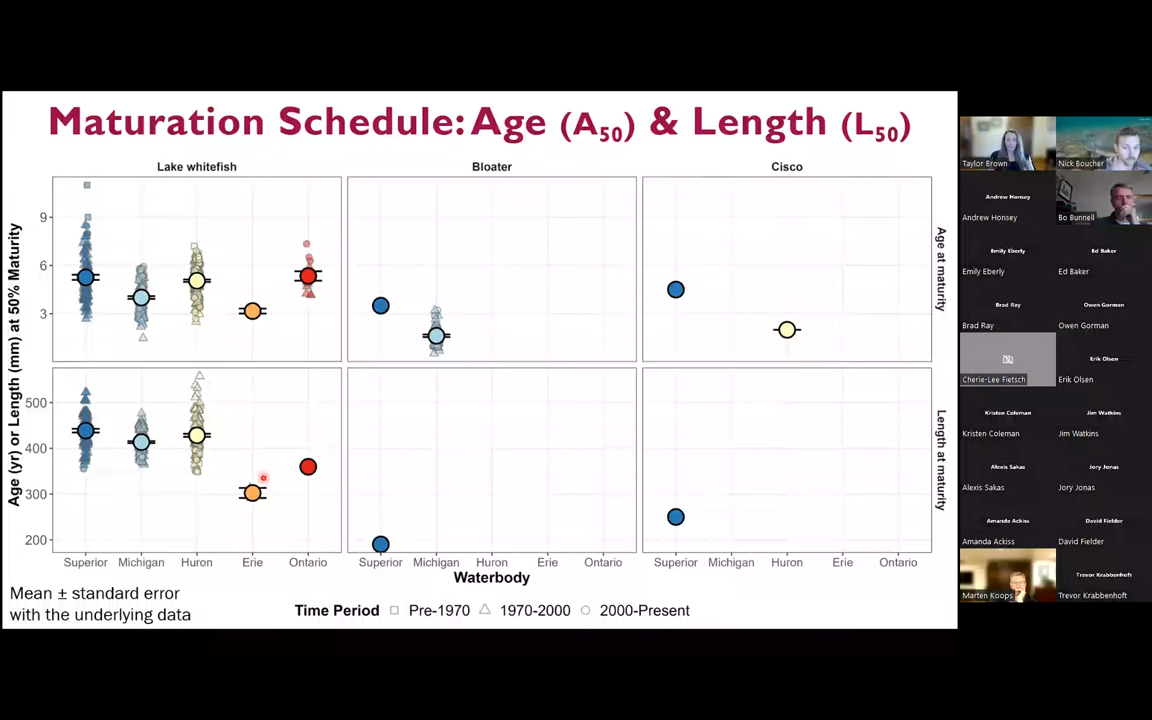 Maturation Schedule: Age (A50) & Length (L50)
Lake whitefish
Bloater
Cisco
Age (yr) or Length (mm) at 50% Maturity
9
6
3
Age at maturity
500
400
300
200
Length at maturity
Superior Michigan Huron Erie Ontario
Superior Michigan Huron Erie Ontario
Superior Michigan Huron Erie Ontario
Waterbody
Mean ± standard error
with the underlying data
Time Period Pre-1970 1970-2000 2000-Present
Taylor Brown
Nick Boucher
Andrew Honsey
Andrew Honsey
Bo Bunnell
Emily Eberly
Emily Eberly
Ed Baker
Ed Baker
Brad Ray
Brad Ray
Owen Gorman
Owen Gorman
Cherie-Lee Fietsch
Erik Olsen
Erik Olsen
Kristen Coleman
Kristen Coleman
Jim Watkins
Jim Watkins
Alexis Sakas
Alexis Sakas
Jory Jonas
Jory Jonas
Amanda Ackiss
Amanda Ackiss
David Fielder
David Fielder
Marten Koops
Trevor Krabbenhoft
Trevor Krabbenhoft